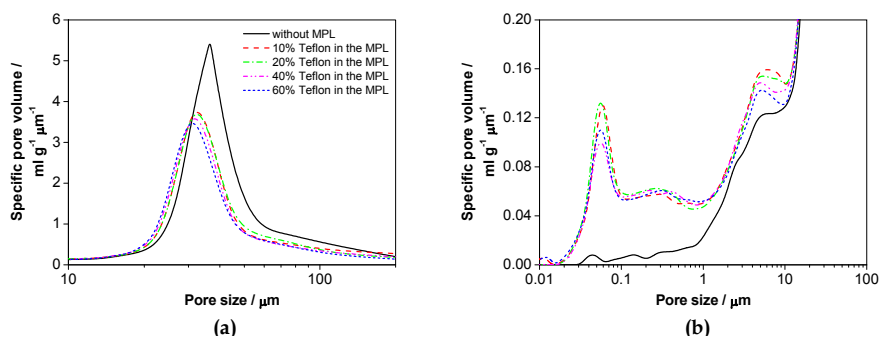 Specific pore volume /
ml g⁻¹ μm⁻¹
6
5
4
3
2
1
0
without MPL
10% Teflon in the MPL
20% Teflon in the MPL
40% Teflon in the MPL
60% Teflon in the MPL
10
100
Pore size / μm
(a)
Specific pore volume /
ml g⁻¹ μm⁻¹
0.20
0.16
0.12
0.08
0.04
0.00
0.01
0.1
1
10
100
Pore size / μm
(b)